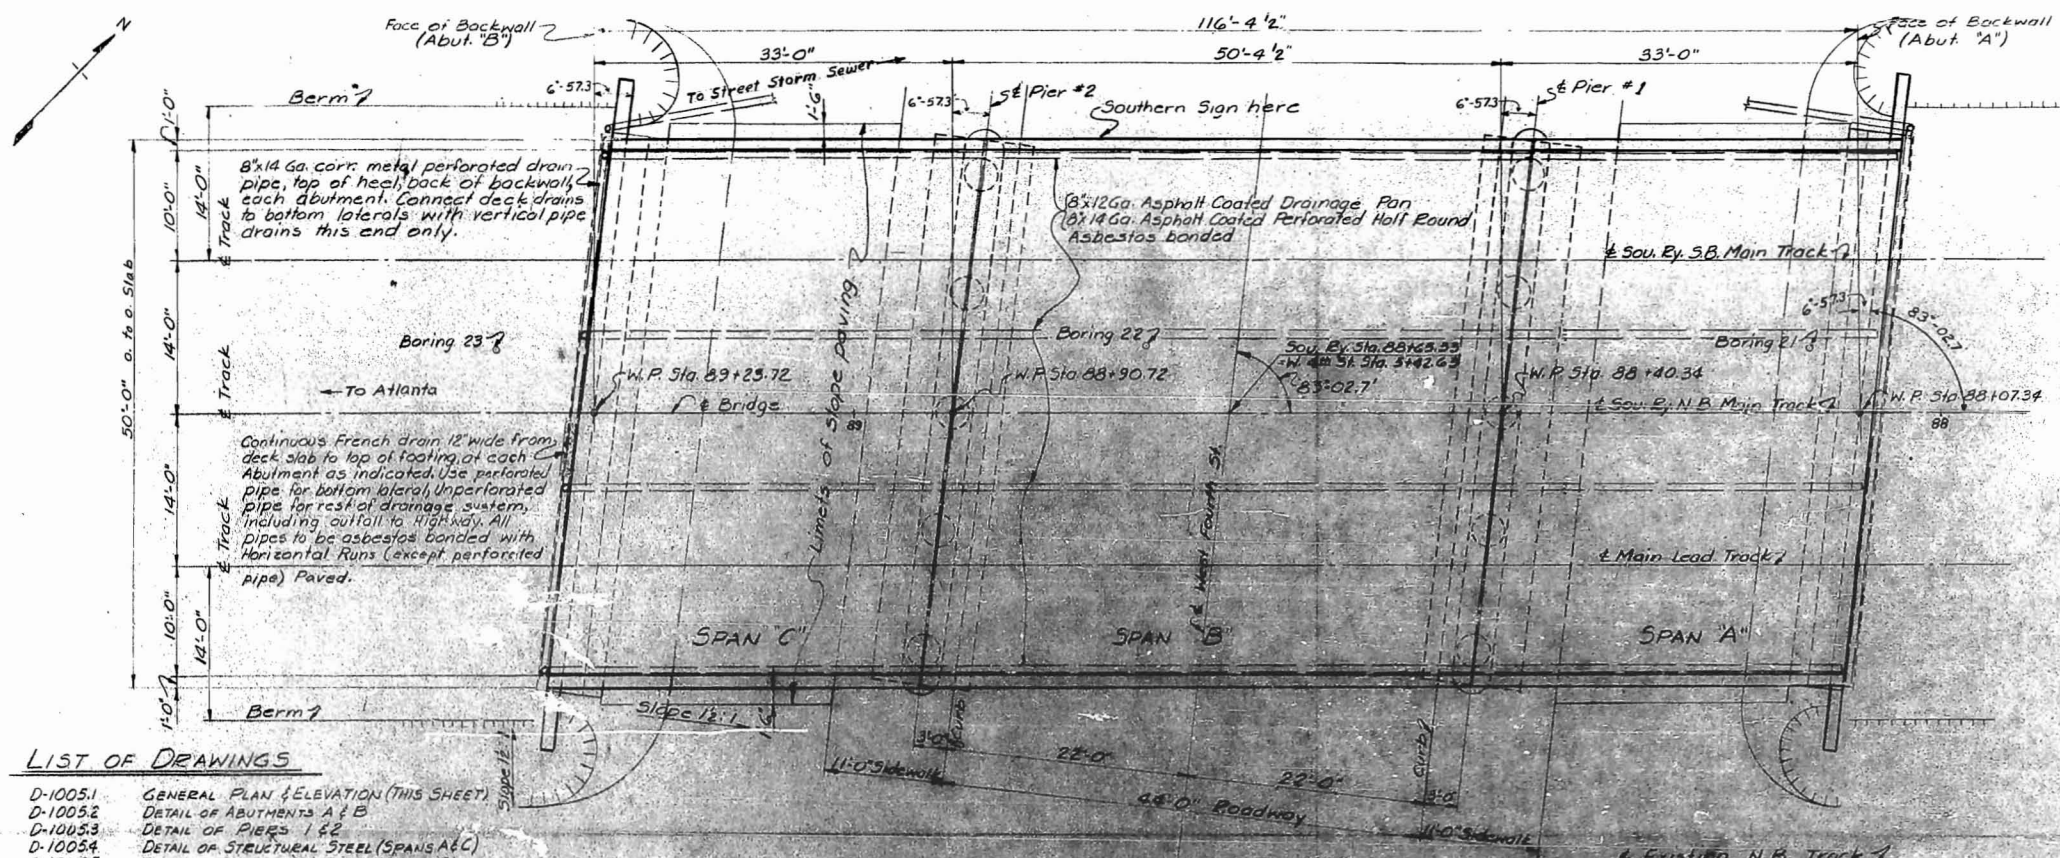 N
Face of Backwall
(Abut. "B")
116'-4½"
Face of Backwall
(Abut. "A")
33'-0"
50'-4½"
33'-0"
To Street Storm Sewer
Berm
6°-57.3
1'-6"
6°-57.3
℄ Pier #2
Southern Sign here
6°-57.3
℄ Pier #1
1'-0"
8"x14 Ga. corr. metal perforated drain
pipe, top of heel, back of backwall,
each abutment. Connect deck drains
to bottom laterals with vertical pipe
drains this end only.
10'-0"
14'-0"
℄ Track
8"x12Ga. Asphalt Coated Drainage Pan
8"x14Ga. Asphalt Coated Perforated Half Round
Asbestos bonded
℄ Sou. Ry. S.B. Main Track
50'-0" o. to o. Slab
14'-0"
6°-57.3
83°-02.7
Boring 23
Boring 22
Boring 21
Limits of Slope paving
Sou. Ry. Sta. 88+65.53
W. 4th St. Sta. 5+42.63
83°-02.7'
℄ Track
W.P. Sta. 89+23.72
W.P. Sta. 88+90.72
W.P. Sta. 88+40.34
W.P. Sta. 88+07.34
To Atlanta
℄ Bridge
℄ Sou. Ry. N.B. Main Track
89
88
Continuous French drain 12" wide from
deck slab to top of footing, at each
Abutment as indicated. Use perforated
pipe for bottom lateral, Unperforated
pipe for rest of drainage system,
including outfall to Highway. All
pipes to be asbestos bonded with
Horizontal Runs (except perforated
pipe) Paved.
14'-0"
℄ Track
℄ West Fourth St.
℄ Main Lead Track
10'-0"
14'-0"
SPAN "C"
SPAN "B"
SPAN "A"
1'-0"
Berm
Slope 1½:1
1'-6"
Curb
3'-0"
22'-0"
22'-0"
Curb
3'-0"
11'-0" Sidewalk
44'-0" Roadway
11'-0" Sidewalk
Slope 1½:1
LIST OF DRAWINGS
D-1005.1 GENERAL PLAN & ELEVATION (THIS SHEET)
D-1005.2 DETAIL OF ABUTMENTS A & B
D-1005.3 DETAIL OF PIERS 1 & 2
D-1005.4 DETAIL OF STRUCTURAL STEEL (SPANS A & C)
℄ Existing N.B. Track